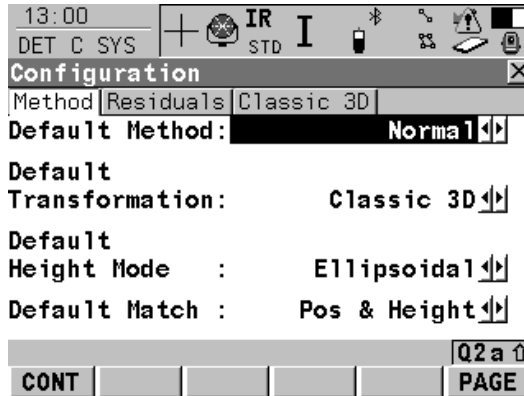 13:00
DET C SYS
IR
STD
I
Configuration
Method Residuals Classic 3D
Default Method: Normal
Default
Transformation: Classic 3D
Default
Height Mode : Ellipsoidal
Default Match : Pos & Height
Q2a
CONT PAGE